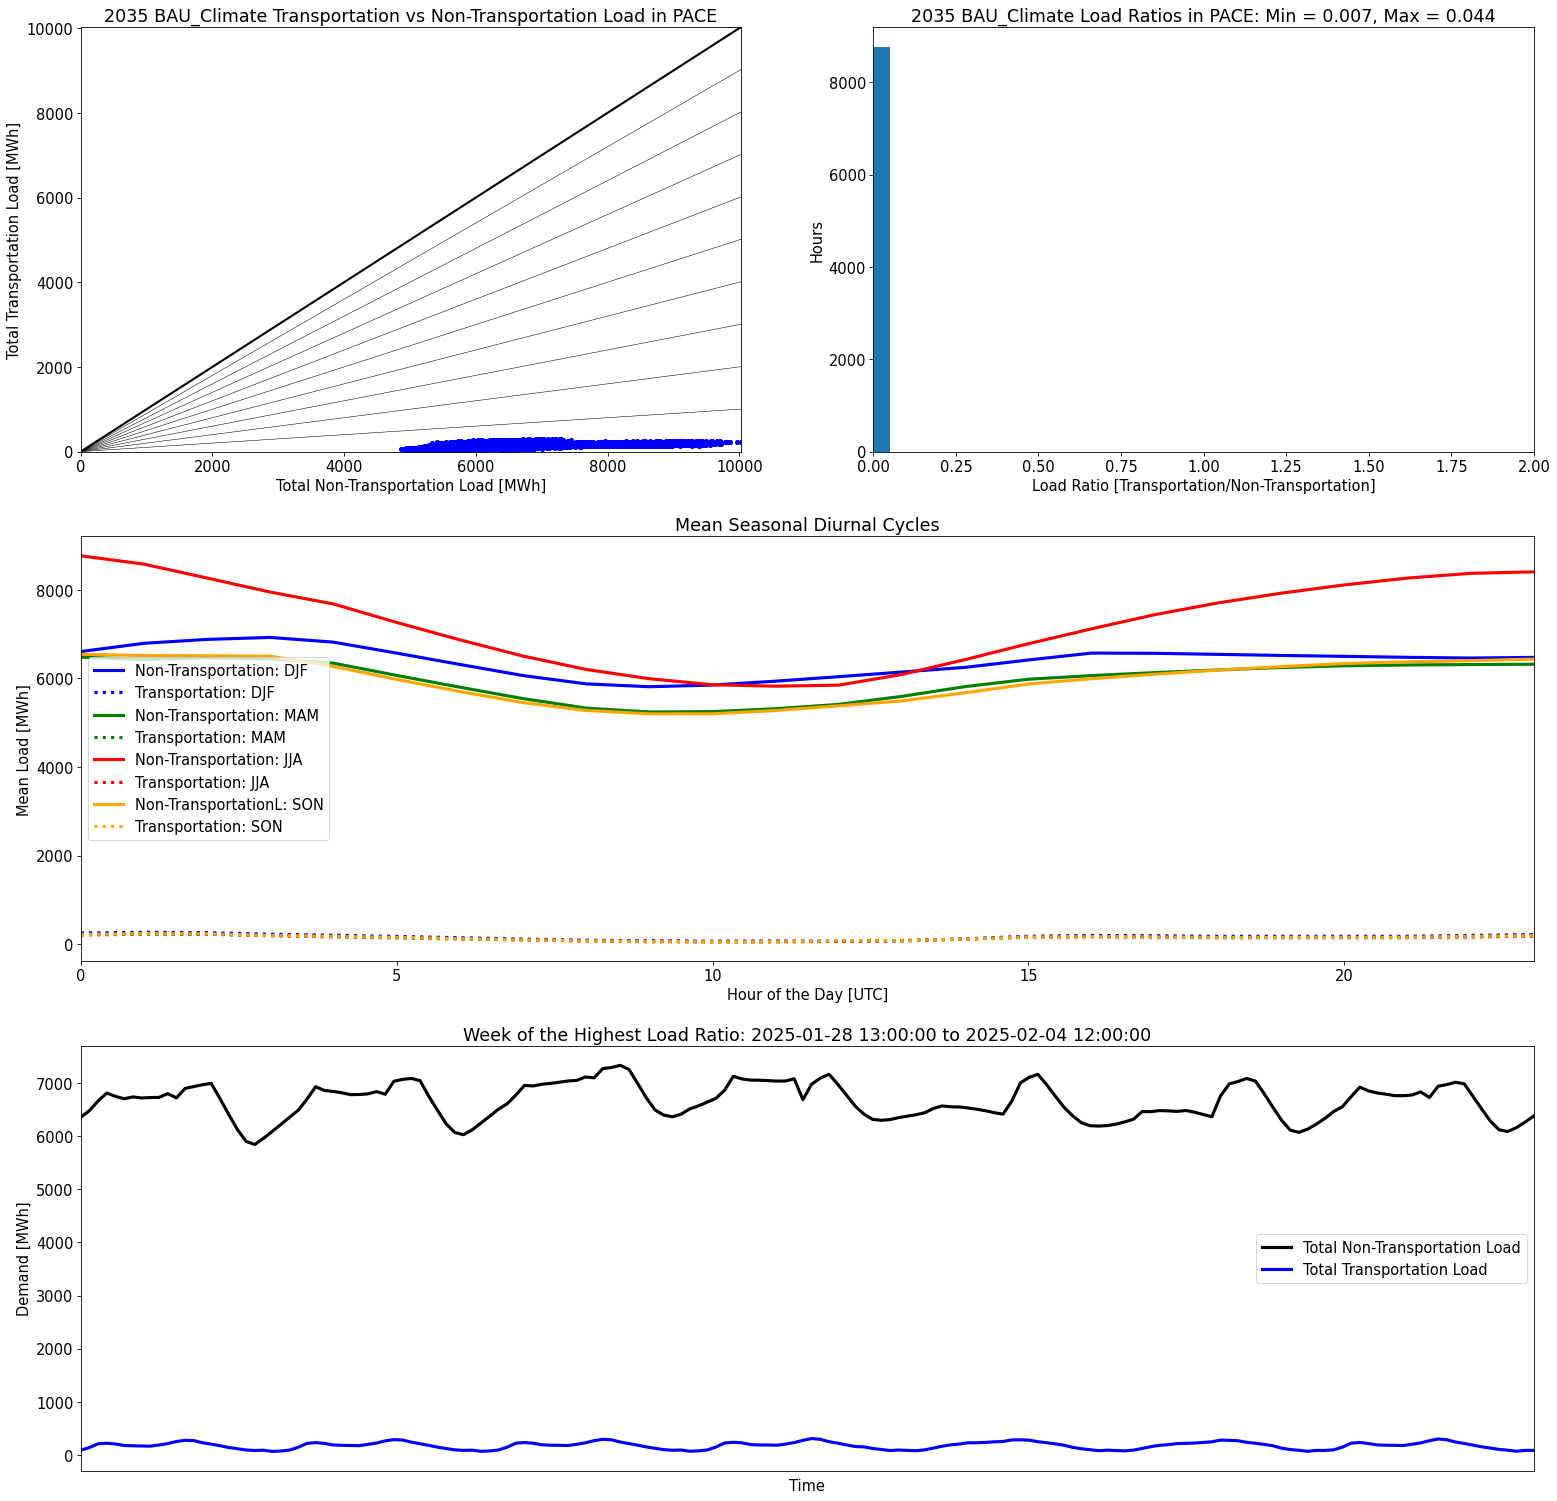 2035 BAU_Climate Transportation vs Non-Transportation Load in PACE
Total Transportation Load [MWh]
10000
8000
6000
4000
2000
0
0 2000 4000 6000 8000 10000
Total Non-Transportation Load [MWh]
2035 BAU_Climate Load Ratios in PACE: Min = 0.007, Max = 0.044
Hours
8000
6000
4000
2000
0
0.00 0.25 0.50 0.75 1.00 1.25 1.50 1.75 2.00
Load Ratio [Transportation/Non-Transportation]
Mean Seasonal Diurnal Cycles
Mean Load [MWh]
8000
6000
4000
2000
0
Non-Transportation: DJF
Transportation: DJF
Non-Transportation: MAM
Transportation: MAM
Non-Transportation: JJA
Transportation: JJA
Non-TransportationL: SON
Transportation: SON
0 5 10 15 20
Hour of the Day [UTC]
Week of the Highest Load Ratio: 2025-01-28 13:00:00 to 2025-02-04 12:00:00
Demand [MWh]
7000
6000
5000
4000
3000
2000
1000
0
Total Non-Transportation Load
Total Transportation Load
Time